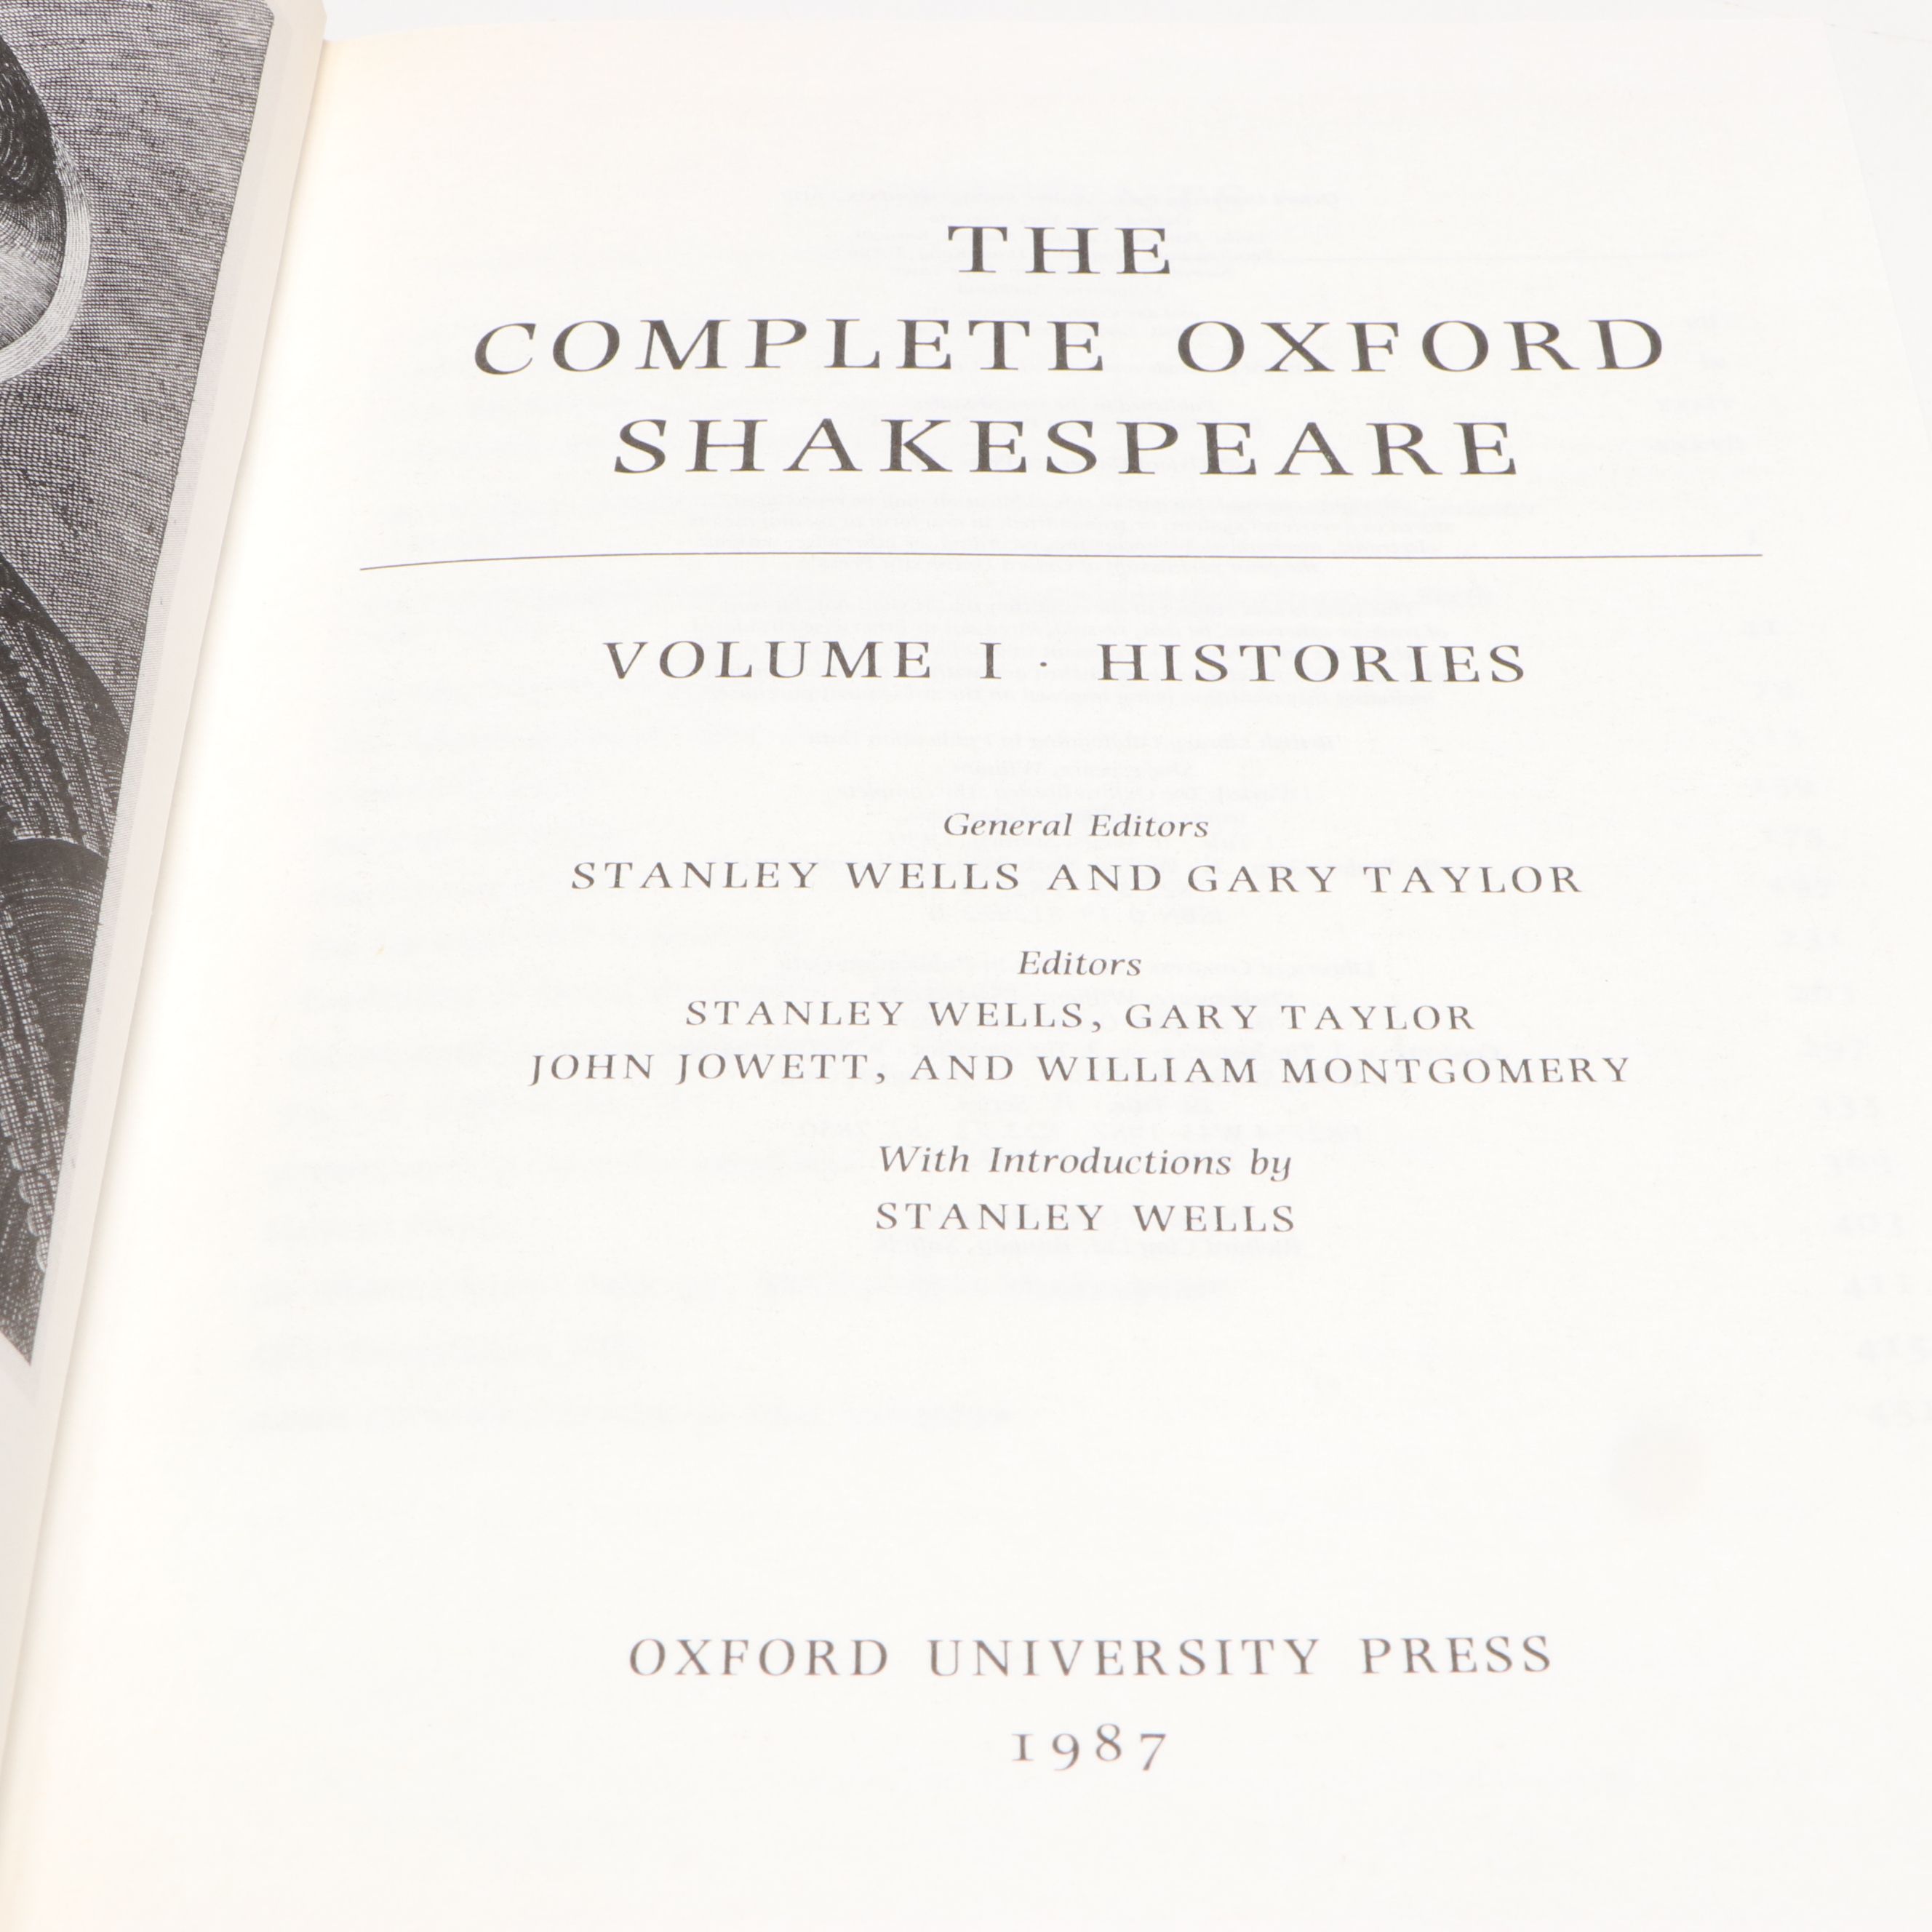 THE
COMPLETE OXFORD
SHAKESPEARE
VOLUME I · HISTORIES
General Editors
STANLEY WELLS AND GARY TAYLOR
Editors
STANLEY WELLS, GARY TAYLOR
JOHN JOWETT, AND WILLIAM MONTGOMERY
With Introductions by
STANLEY WELLS
OXFORD UNIVERSITY PRESS
1987